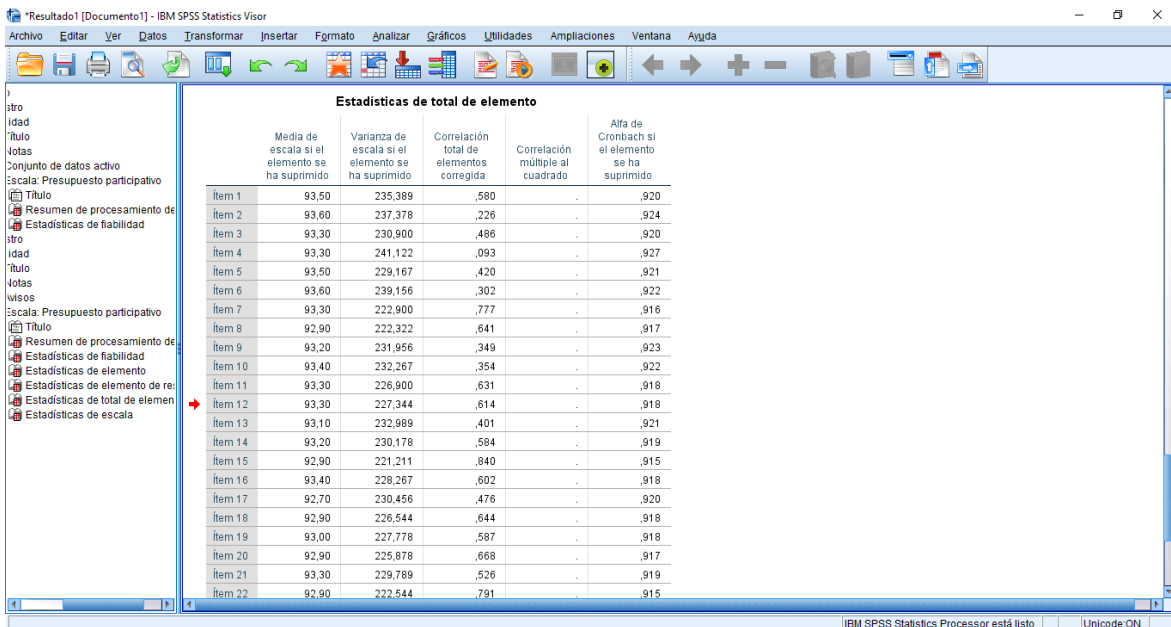 *Resultado1 [Documento1] - IBM SPSS Statistics Visor
Archivo Editar Ver Datos Transformar Insertar Formato Analizar Gráficos Utilidades Ampliaciones Ventana Ayuda
stro
idad
Título
Notas
Conjunto de datos activo
Escala: Presupuesto participativo
Título
Resumen de procesamiento de
Estadísticas de fiabilidad
stro
idad
Título
Notas
Avisos
Escala: Presupuesto participativo
Título
Resumen de procesamiento de
Estadísticas de fiabilidad
Estadísticas de elemento
Estadísticas de elemento de re
Estadísticas de total de elemen
Estadísticas de escala
Estadísticas de total de elemento
Media de escala si el elemento se ha suprimido
Varianza de escala si el elemento se ha suprimido
Correlación total de elementos corregida
Correlación múltiple al cuadrado
Alfa de Cronbach si el elemento se ha suprimido
Ítem 1 93,50 235,389 ,580 . ,920
Ítem 2 93,60 237,378 ,226 . ,924
Ítem 3 93,30 230,900 ,486 . ,920
Ítem 4 93,30 241,122 ,093 . ,927
Ítem 5 93,50 229,167 ,420 . ,921
Ítem 6 93,60 239,156 ,302 . ,922
Ítem 7 93,30 222,900 ,777 . ,916
Ítem 8 92,90 222,322 ,641 . ,917
Ítem 9 93,20 231,956 ,349 . ,923
Ítem 10 93,40 232,267 ,354 . ,922
Ítem 11 93,30 226,900 ,631 . ,918
Ítem 12 93,30 227,344 ,614 . ,918
Ítem 13 93,10 232,989 ,401 . ,921
Ítem 14 93,20 230,178 ,584 . ,919
Ítem 15 92,90 221,211 ,840 . ,915
Ítem 16 93,40 228,267 ,602 . ,918
Ítem 17 92,70 230,456 ,476 . ,920
Ítem 18 92,90 226,544 ,644 . ,918
Ítem 19 93,00 227,778 ,587 . ,918
Ítem 20 92,90 225,878 ,668 . ,917
Ítem 21 93,30 229,789 ,526 . ,919
Ítem 22 92,90 222,544 ,791 . ,915
IBM SPSS Statistics Processor está listo Unicode:ON